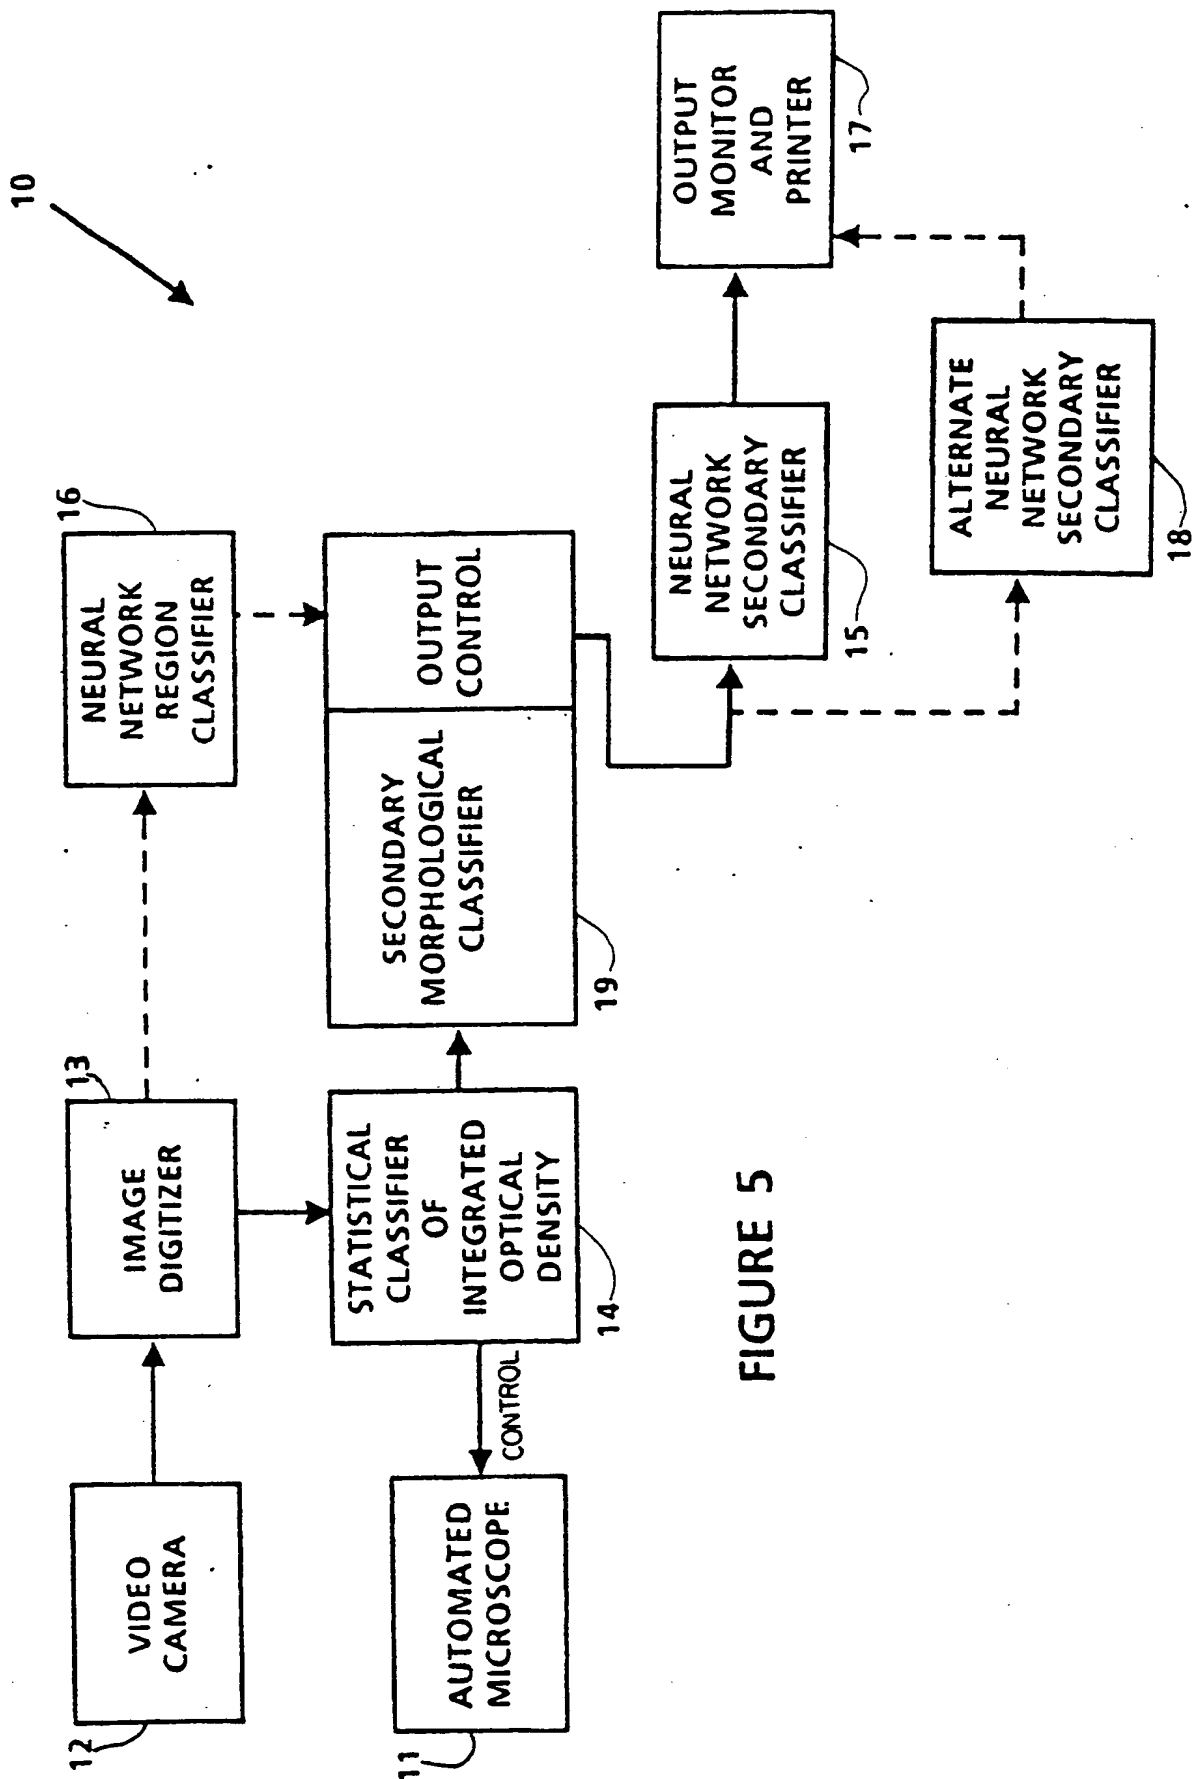 10
12
VIDEO
CAMERA
13
IMAGE
DIGITIZER
16
NEURAL
NETWORK
REGION
CLASSIFIER
11
AUTOMATED
MICROSCOPE
CONTROL
STATISTICAL
CLASSIFIER
OF
INTEGRATED
OPTICAL
DENSITY
14
SECONDARY
MORPHOLOGICAL
CLASSIFIER
19
OUTPUT
CONTROL
NEURAL
NETWORK
SECONDARY
CLASSIFIER
15
OUTPUT
MONITOR
AND
PRINTER
17
ALTERNATE
NEURAL
NETWORK
SECONDARY
CLASSIFIER
18
FIGURE 5